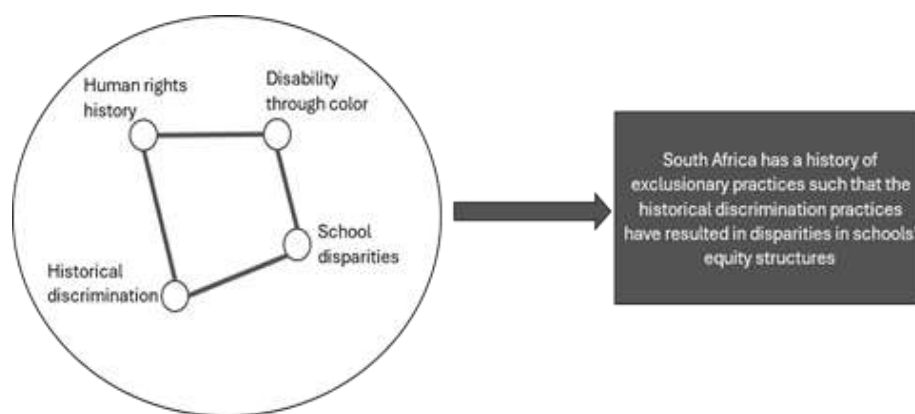 Human rights
history
Disability
through color
School
disparities
Historical
discrimination
South Africa has a history of
exclusionary practices such that the
historical discrimination practices
have resulted in disparities in schools'
equity structures